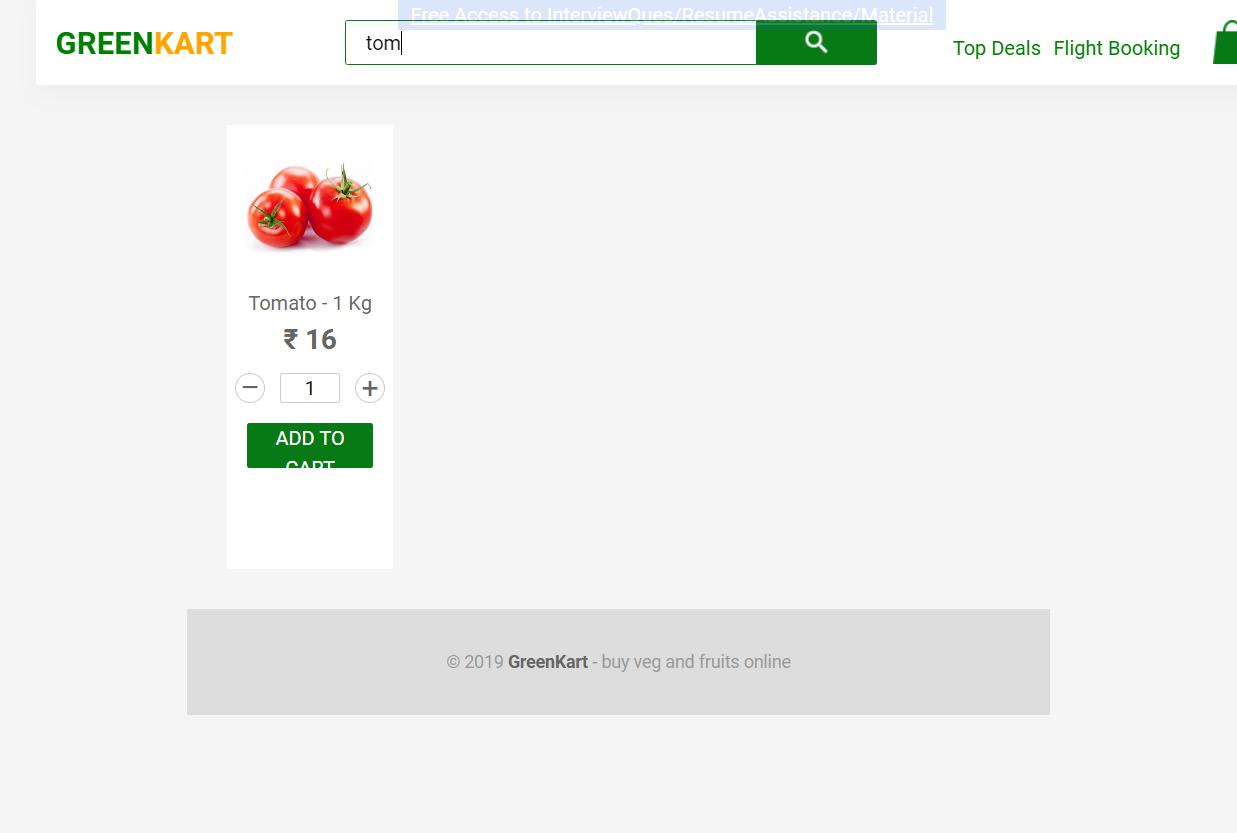 Free Access to InterviewQues/ResumeAssistance/Material
GREENKART
tom
Top Deals Flight Booking
Tomato - 1 Kg
₹ 16
− 1 +
ADD TO
CART
© 2019 GreenKart - buy veg and fruits online